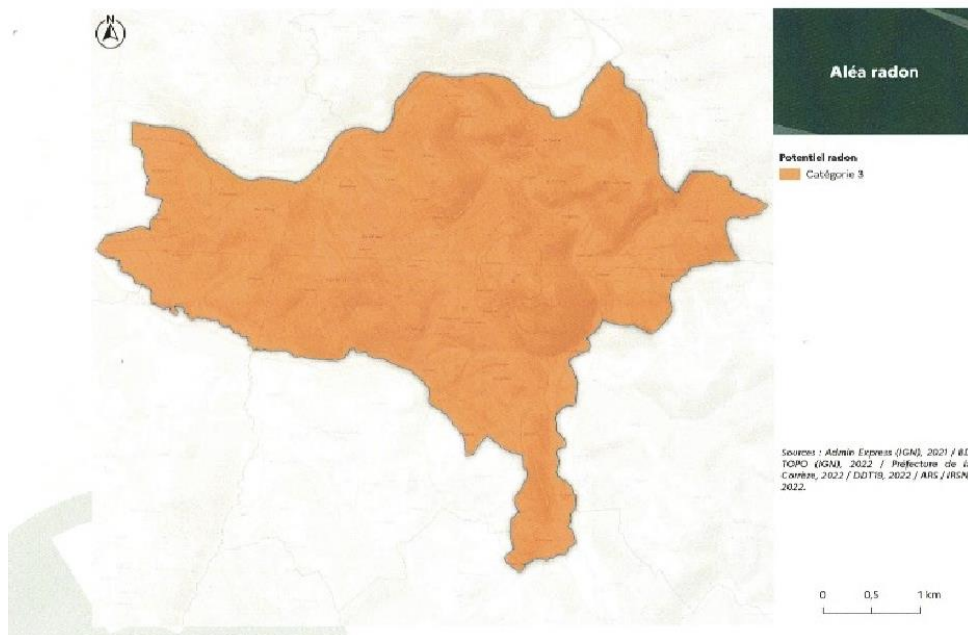 N
Aléa radon
Potentiel radon
Catégorie 3
Sources : Admin Express (IGN), 2021 / BD
TOPO (IGN), 2022 / Préfecture de la
Corrèze, 2022 / DDT19, 2022 / ARS / IRSN,
2022.
0 0,5 1 km